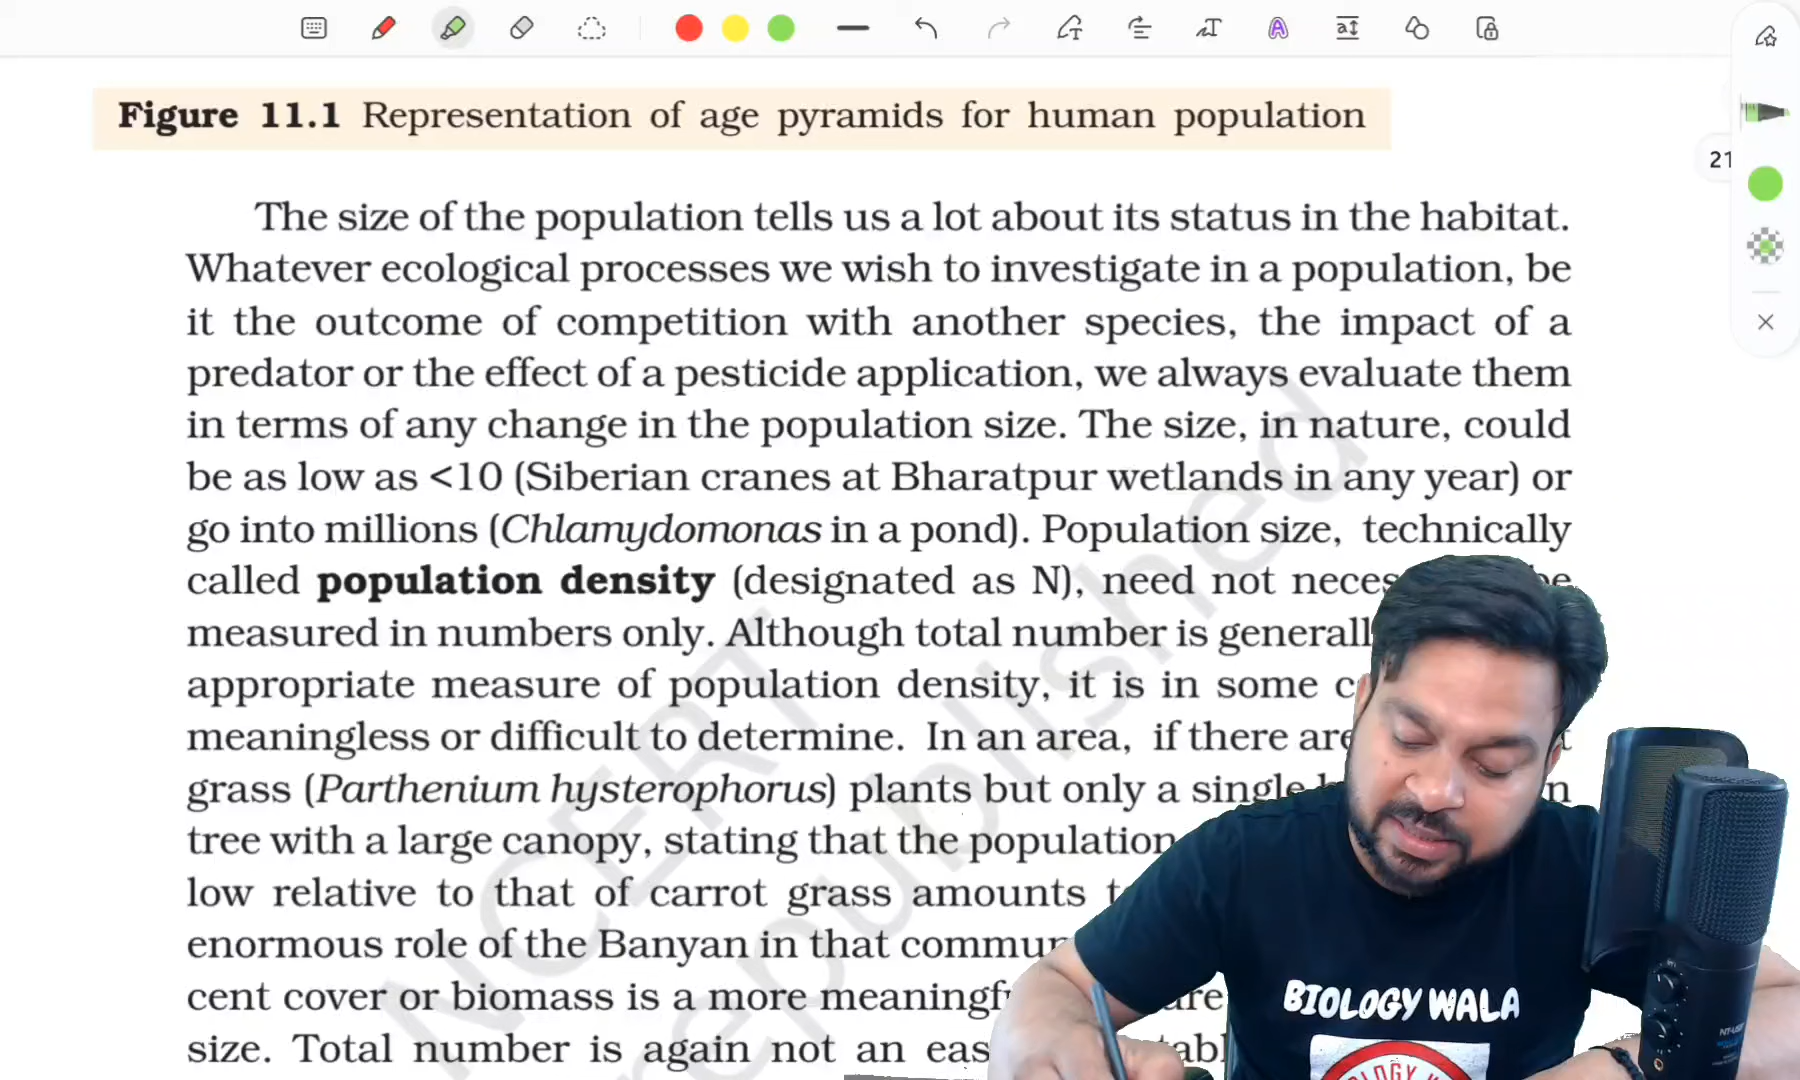 21
Figure 11.1 Representation of age pyramids for human population
The size of the population tells us a lot about its status in the habitat.
Whatever ecological processes we wish to investigate in a population, be
it the outcome of competition with another species, the impact of a
predator or the effect of a pesticide application, we always evaluate them
in terms of any change in the population size. The size, in nature, could
be as low as <10 (Siberian cranes at Bharatpur wetlands in any year) or
go into millions (Chlamydomonas in a pond). Population size, technically
called population density (designated as N), need not
measured in numbers only. Although total number is
appropriate measure of population density, it is in some
meaningless or difficult to determine. In an area, if there are
grass (Parthenium hysterophorus) plants but only a single
tree with a large canopy, stating that the population
low relative to that of carrot grass amounts
enormous role of the Banyan in that
cent cover or biomass is a more
size. Total number is again not an
NCERT
republished
BIOLOGY WALA
NT-USB